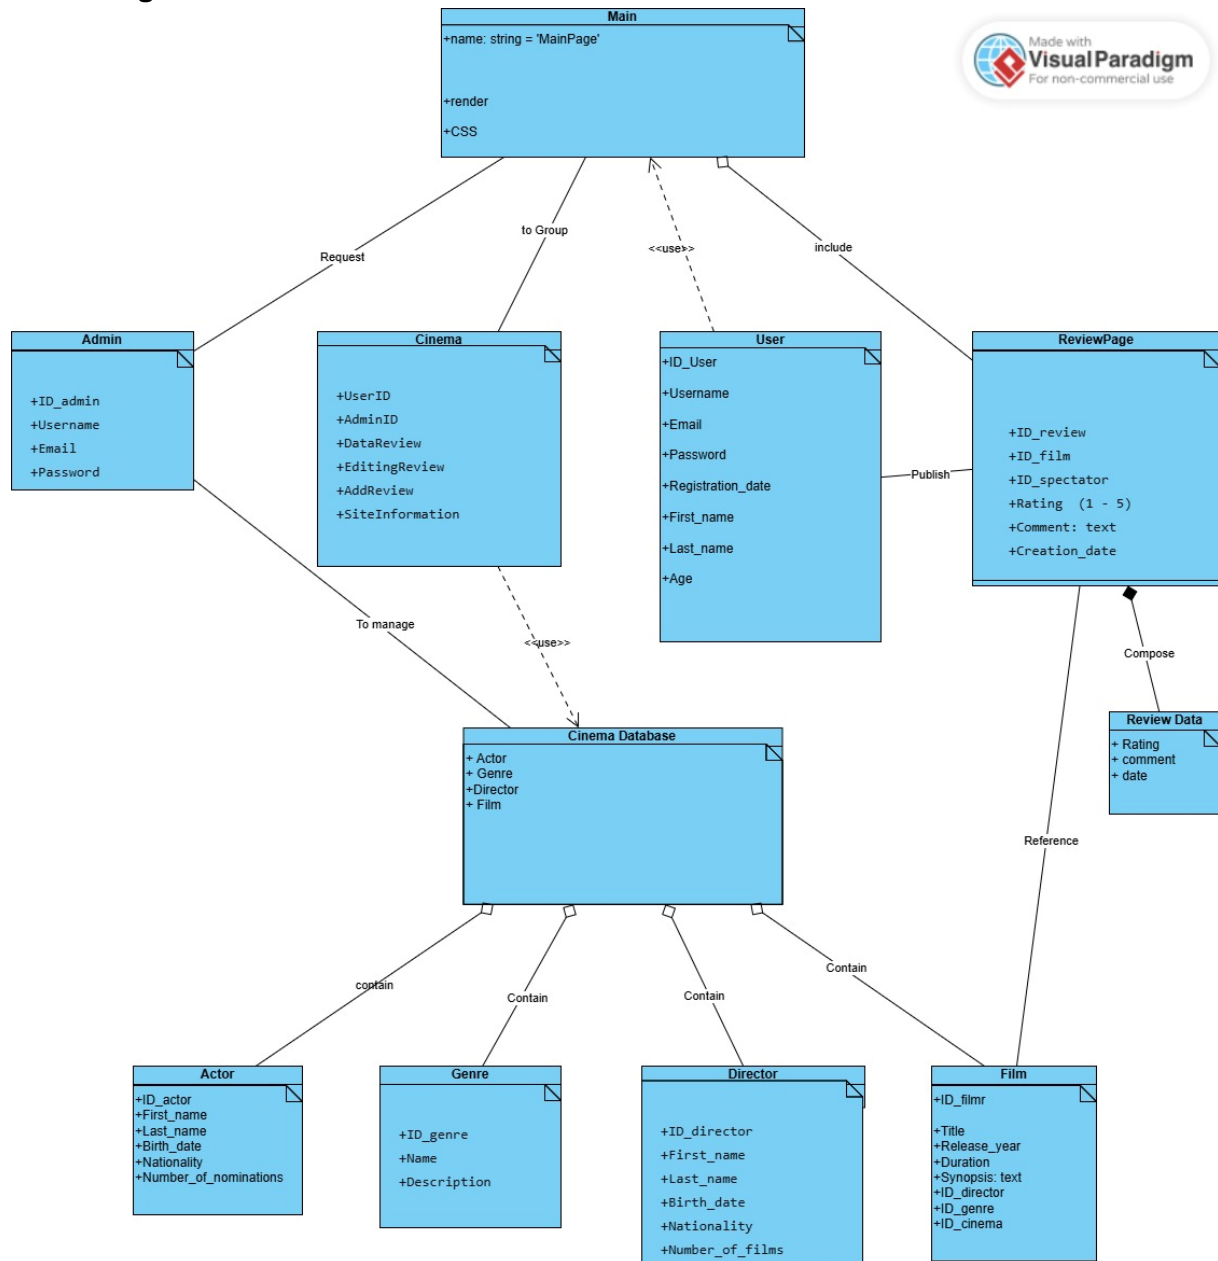 Main
+name: string = 'MainPage'
+render
+CSS
Made with
VisualParadigm
For non-commercial use
Request
to Group
<<use>>
include
Admin
+ID_admin
+Username
+Email
+Password
Cinema
+UserID
+AdminID
+DataReview
+EditingReview
+AddReview
+SiteInformation
User
+ID_User
+Username
+Email
+Password
+Registration_date
+First_name
+Last_name
+Age
Publish
ReviewPage
+ID_review
+ID_film
+ID_spectator
+Rating (1 - 5)
+Comment: text
+Creation_date
To manage
<<use>>
Compose
Review Data
+ Rating
+ comment
+ date
Cinema Database
+ Actor
+ Genre
+Director
+ Film
Reference
contain
Contain
Contain
Contain
Actor
+ID_actor
+First_name
+Last_name
+Birth_date
+Nationality
+Number_of_nominations
Genre
+ID_genre
+Name
+Description
Director
+ID_director
+First_name
+Last_name
+Birth_date
+Nationality
+Number_of_films
Film
+ID_filmr
+Title
+Release_year
+Duration
+Synopsis: text
+ID_director
+ID_genre
+ID_cinema